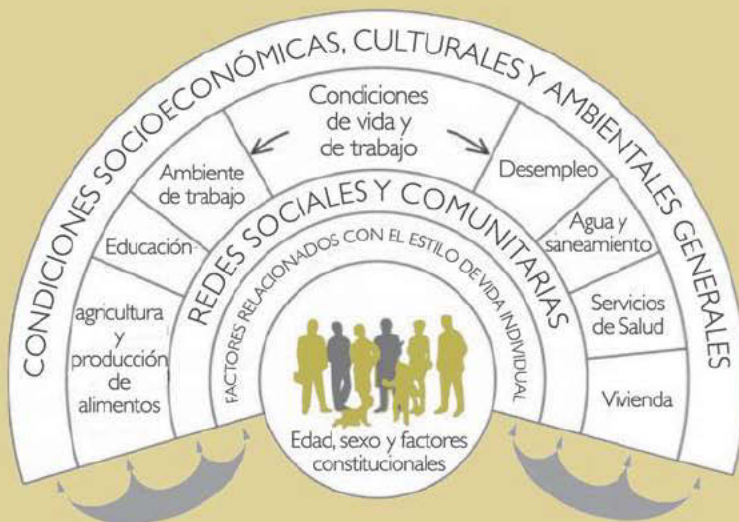 CONDICIONES SOCIOECONÓMICAS, CULTURALES Y AMBIENTALES GENERALES
Condiciones
de vida y
de trabajo
Ambiente
de trabajo
Desempleo
Educación
Agua y
saneamiento
agricultura
y
producción
de
alimentos
Servicios
de Salud
Vivienda
REDES SOCIALES Y COMUNITARIAS
FACTORES RELACIONADOS CON EL ESTILO DE VIDA INDIVIDUAL
Edad, sexo y factores
constitucionales